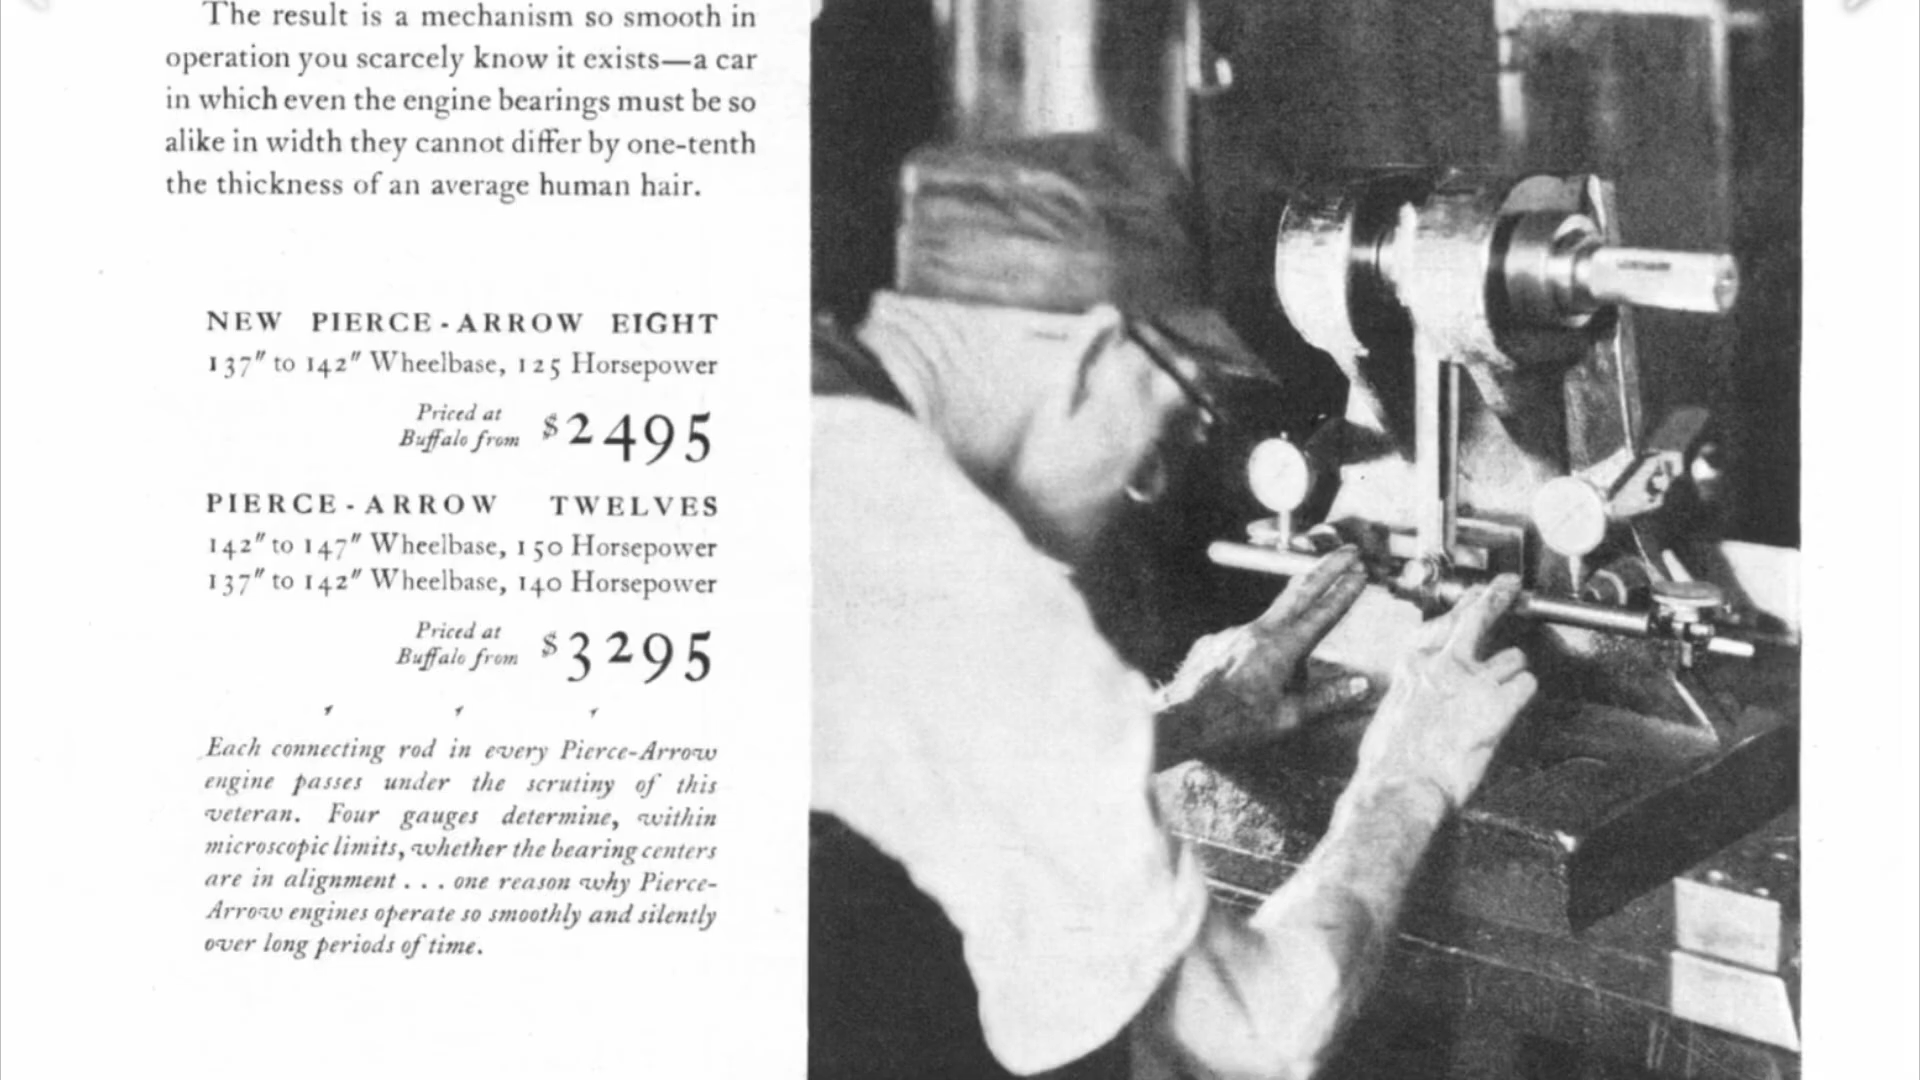 The result is a mechanism so smooth in
operation you scarcely know it exists—a car
in which even the engine bearings must be so
alike in width they cannot differ by one-tenth
the thickness of an average human hair.
NEW PIERCE-ARROW EIGHT
137" to 142" Wheelbase, 125 Horsepower
Priced at
Buffalo from $2495
PIERCE-ARROW TWELVES
142" to 147" Wheelbase, 150 Horsepower
137" to 142" Wheelbase, 140 Horsepower
Priced at
Buffalo from $3295
Each connecting rod in every Pierce-Arrow
engine passes under the scrutiny of this
veteran. Four gauges determine, within
microscopic limits, whether the bearing centers
are in alignment . . . one reason why Pierce-
Arrow engines operate so smoothly and silently
over long periods of time.